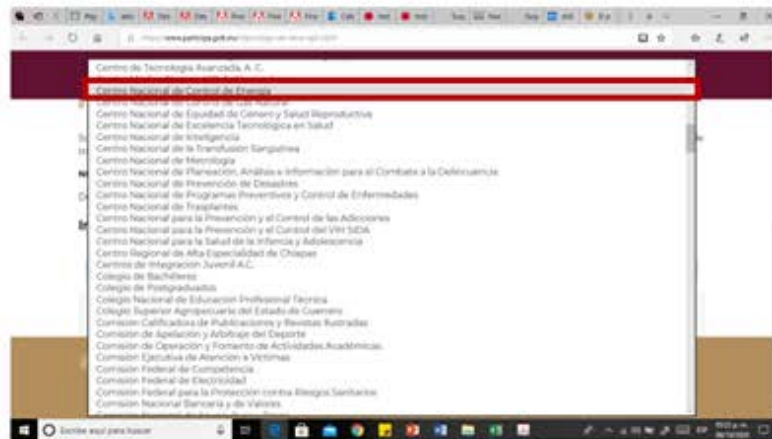 www.participa.gob.mx
Centro de Tecnología Avanzada, A. C.
Centro Nacional de Control de Energía
Centro Nacional de Control de Gas Natural
Centro Nacional de Equidad de Género y Salud Reproductiva
Centro Nacional de Excelencia Tecnológica en Salud
Centro Nacional de Inteligencia
Centro Nacional de la Transfusión Sanguínea
Centro Nacional de Metrología
Centro Nacional de Planeación, Análisis e Información para el Combate a la Delincuencia
Centro Nacional de Prevención de Desastres
Centro Nacional de Programas Preventivos y Control de Enfermedades
Centro Nacional de Trasplantes
Centro Nacional para la Prevención y el Control de las Adicciones
Centro Nacional para la Prevención y el Control del VIH SIDA
Centro Nacional para la Salud de la Infancia y Adolescencia
Centro Regional de Alta Especialidad de Chiapas
Centros de Integración Juvenil A.C.
Colegio de Bachilleres
Colegio de Postgraduados
Colegio Nacional de Educación Profesional Técnica
Colegio Superior Agropecuario del Estado de Guerrero
Comisión Calificadora de Publicaciones y Revistas Ilustradas
Comisión de Apelación y Arbitraje del Deporte
Comisión de Operación y Fomento de Actividades Académicas
Comisión Ejecutiva de Atención a Víctimas
Comisión Federal de Competencia
Comisión Federal de Electricidad
Comisión Federal para la Protección contra Riesgos Sanitarios
Comisión Nacional Bancaria y de Valores
Escribe aquí para buscar